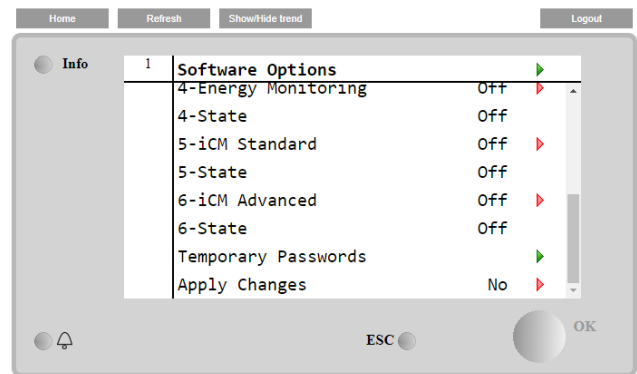 Home Refresh Show/Hide trend Logout
Info
1 Software Options
4-Energy Monitoring Off
4-State Off
5-iCM Standard Off
5-State Off
6-iCM Advanced Off
6-State Off
Temporary Passwords
Apply Changes No
ESC OK